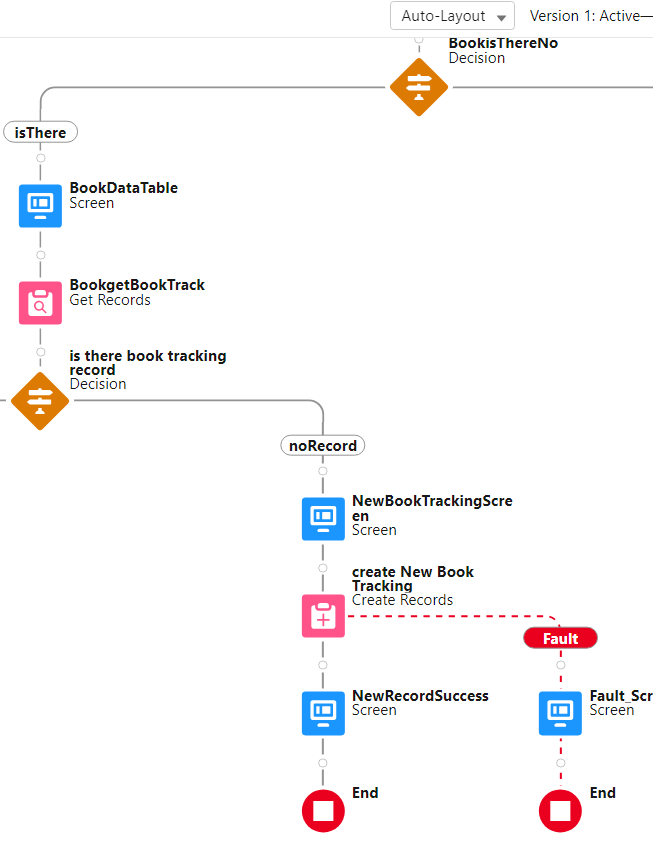 Auto-Layout
Version 1: Active—
BookisThereNo
Decision
isThere
BookDataTable
Screen
BookgetBookTrack
Get Records
is there book tracking
record
Decision
noRecord
NewBookTrackingScre
en
Screen
create New Book
Tracking
Create Records
Fault
NewRecordSuccess
Screen
Fault_Scr
Screen
End
End